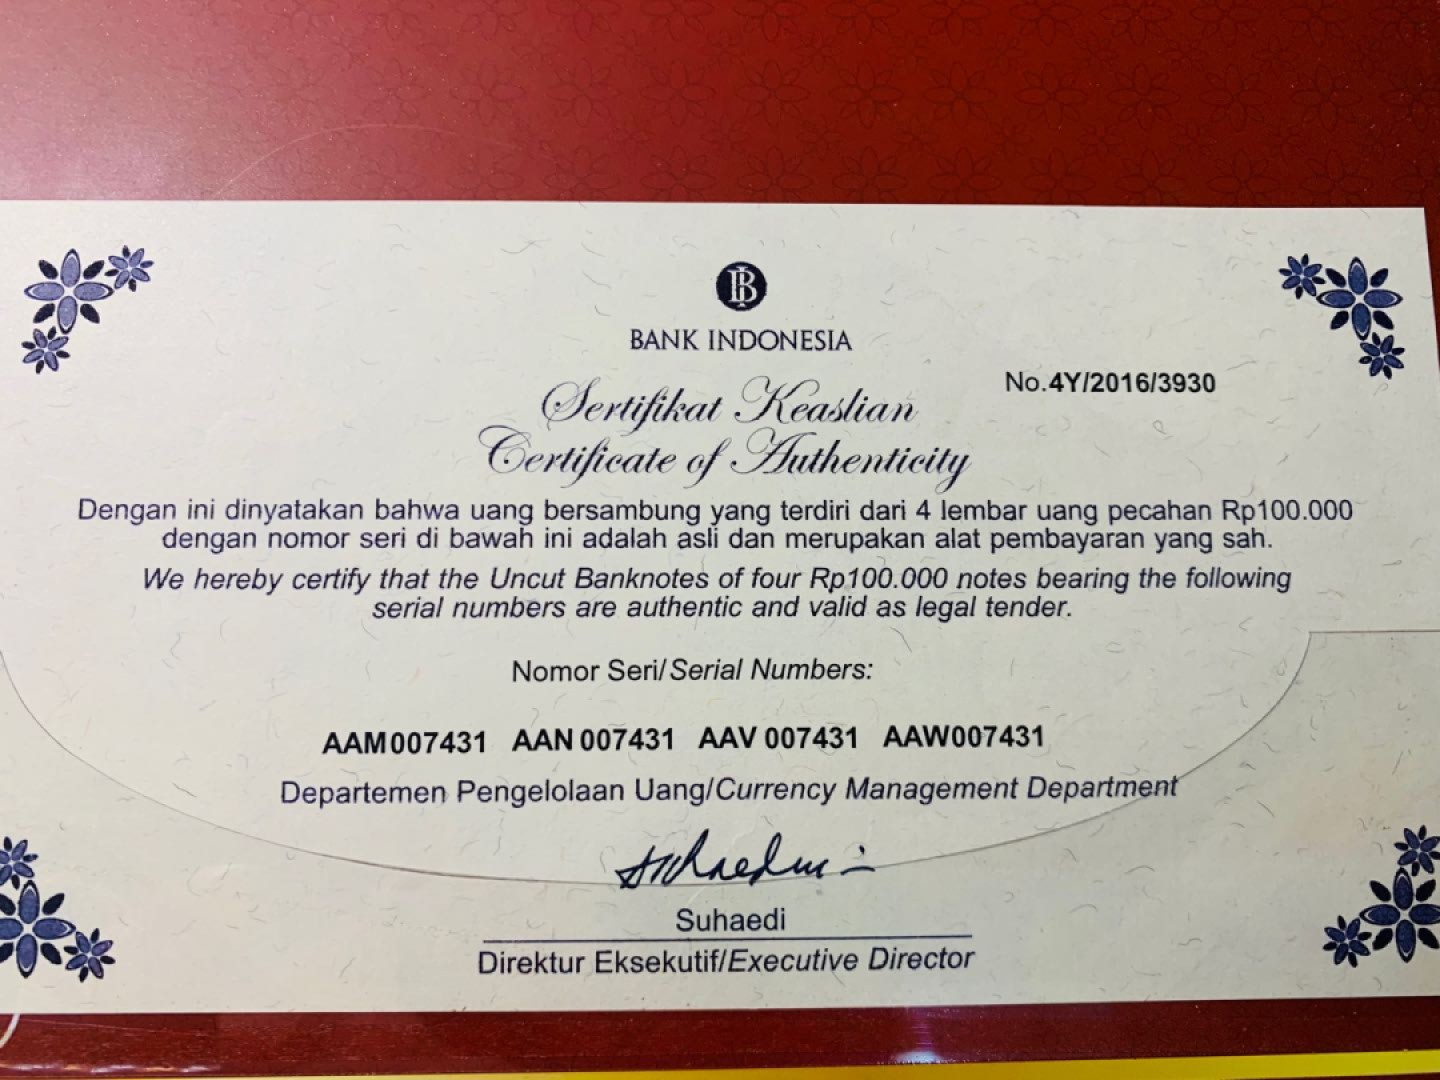 BANK INDONESIA
No.4Y/2016/3930
Sertifikat Keaslian
Certificate of Authenticity
Dengan ini dinyatakan bahwa uang bersambung yang terdiri dari 4 lembar uang pecahan Rp100.000
dengan nomor seri di bawah ini adalah asli dan merupakan alat pembayaran yang sah.
We hereby certify that the Uncut Banknotes of four Rp100.000 notes bearing the following
serial numbers are authentic and valid as legal tender.
Nomor Seri/Serial Numbers:
AAM007431 AAN007431 AAV007431 AAW007431
Departemen Pengelolaan Uang/Currency Management Department
Suhaedi
Direktur Eksekutif/Executive Director